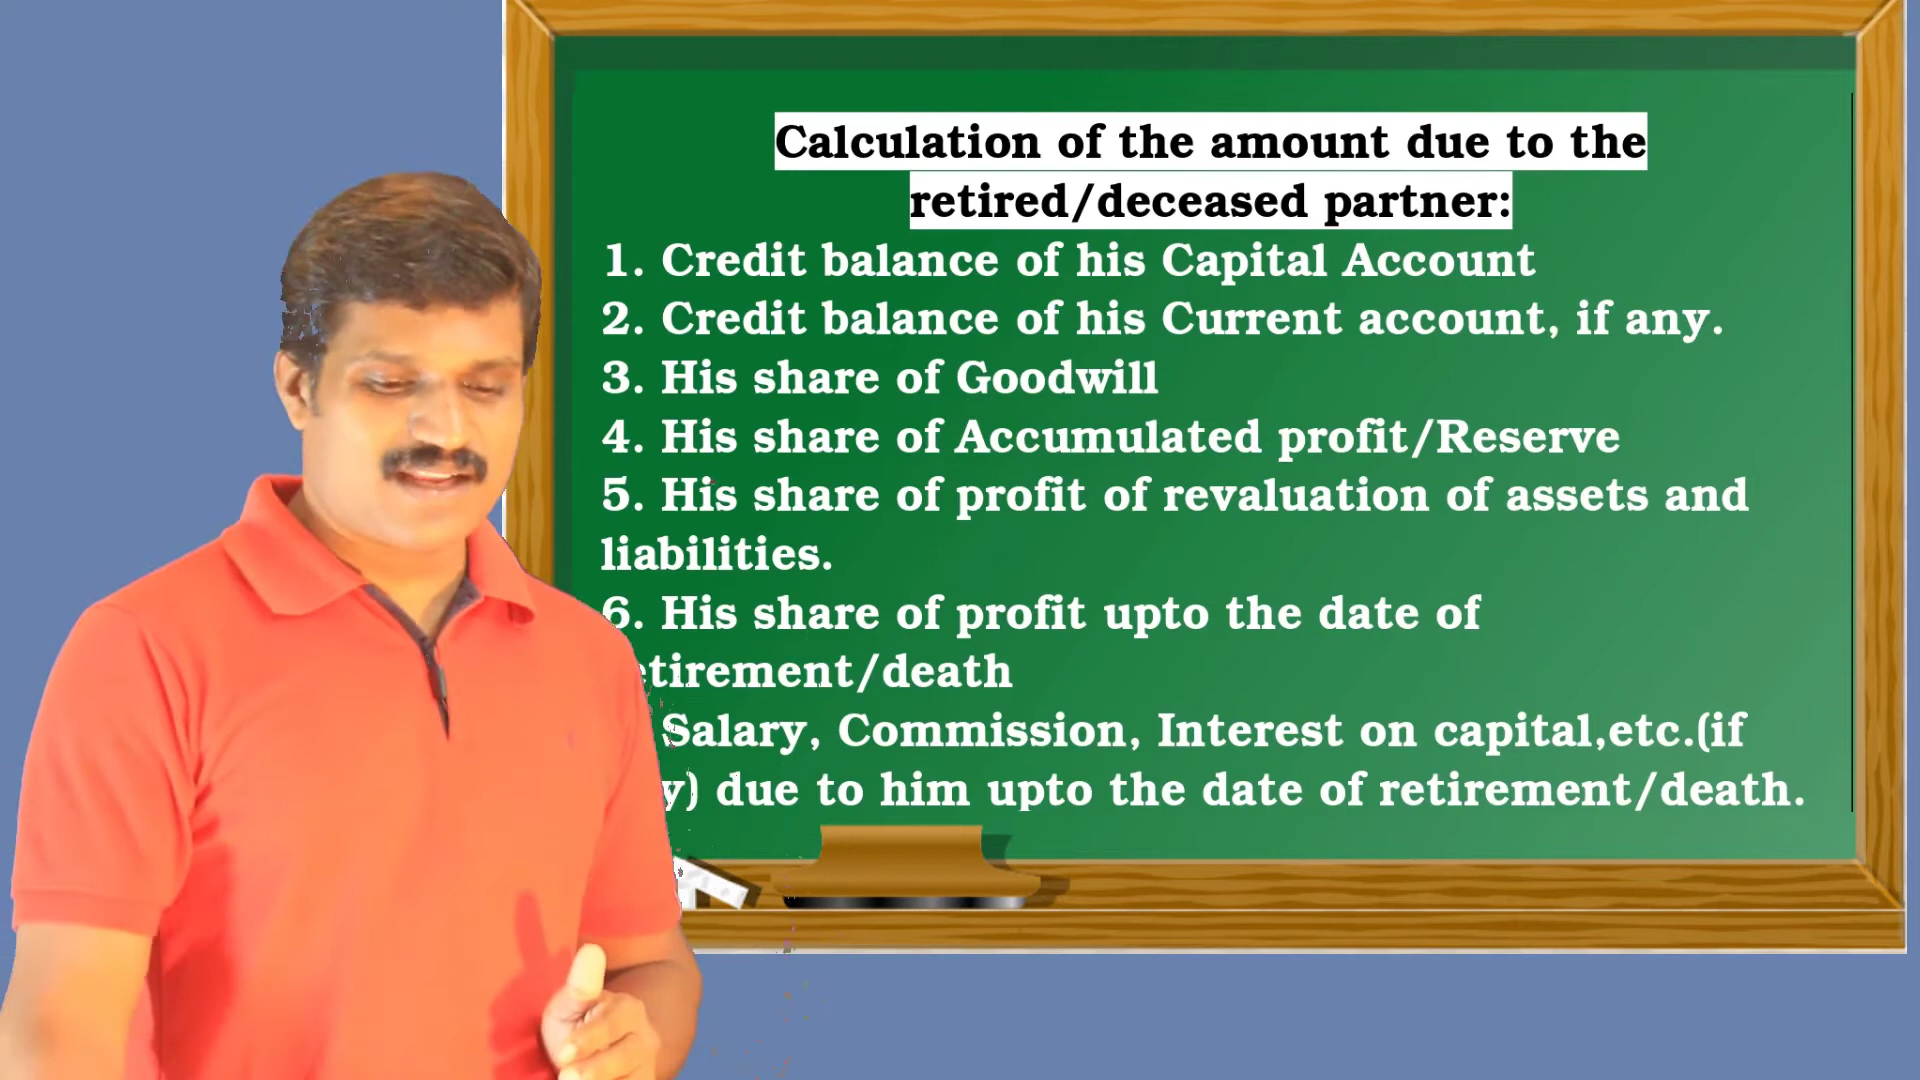 Calculation of the amount due to the
retired/deceased partner:
1. Credit balance of his Capital Account
2. Credit balance of his Current account, if any.
3. His share of Goodwill
4. His share of Accumulated profit/Reserve
5. His share of profit of revaluation of assets and
liabilities.
6. His share of profit upto the date of
etirement/death
Salary, Commission, Interest on capital,etc.(if
y) due to him upto the date of retirement/death.